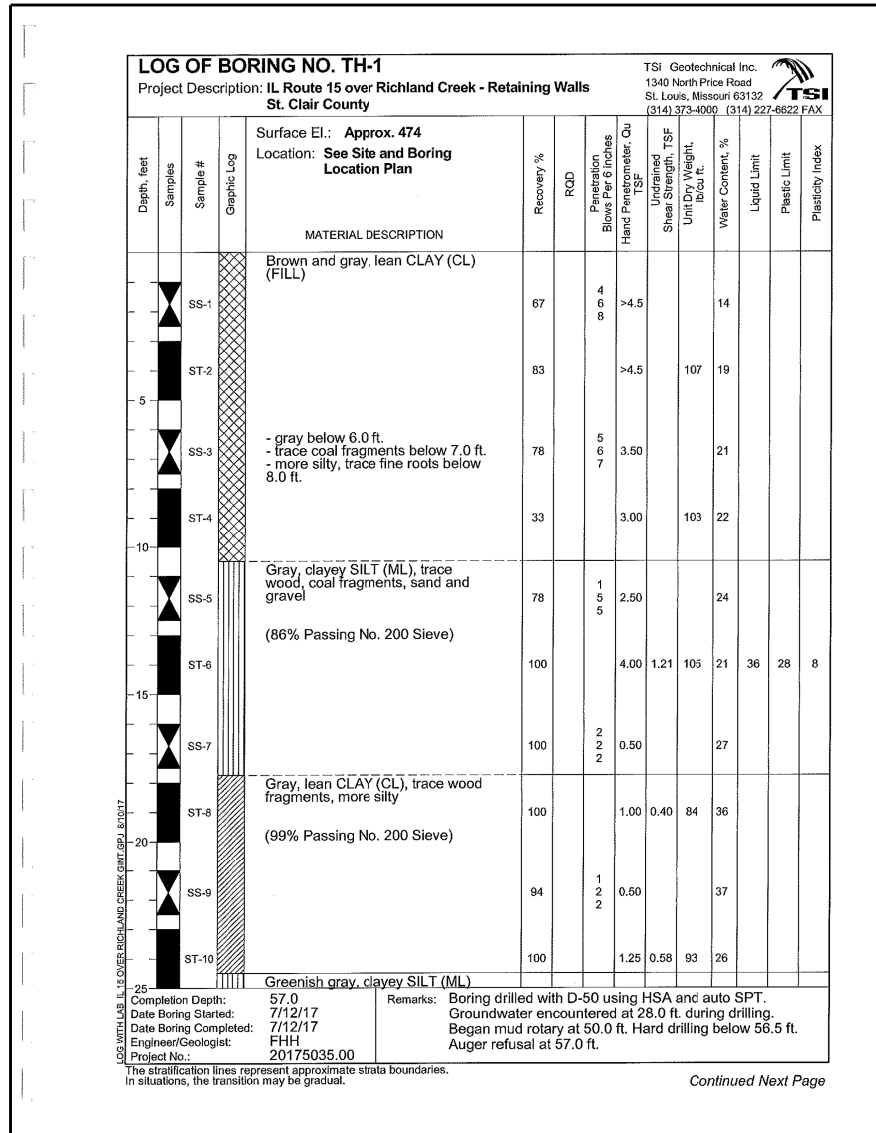 LOG OF BORING NO. TH-1
Project Description: IL Route 15 over Richland Creek - Retaining Walls
St. Clair County
TSi Geotechnical Inc.
1340 North Price Road
St. Louis, Missouri 63132
(314) 373-4000 (314) 227-6622 FAX
TSI
Depth, feet
Samples
Sample #
Graphic Log
Surface El.: Approx. 474
Location: See Site and Boring
Location Plan
MATERIAL DESCRIPTION
Recovery %
RQD
Penetration
Blows Per 6 inches
Hand Penetrometer, Qu
TSF
Undrained
Shear Strength, TSF
Unit Dry Weight,
lb/cu ft.
Water Content, %
Liquid Limit
Plastic Limit
Plasticity Index
Brown and gray, lean CLAY (CL)
(FILL)
SS-1 67 4 6 8 >4.5 14
ST-2 83 >4.5 107 19
5
- gray below 6.0 ft.
- trace coal fragments below 7.0 ft.
- more silty, trace fine roots below
8.0 ft.
SS-3 78 5 6 7 3.50 21
ST-4 33 3.00 103 22
10
Gray, clayey SILT (ML), trace
wood, coal fragments, sand and
gravel
SS-5 78 1 5 5 2.50 24
(86% Passing No. 200 Sieve)
ST-6 100 4.00 1.21 105 21 36 28 8
15
SS-7 100 2 2 2 0.50 27
Gray, lean CLAY (CL), trace wood
fragments, more silty
ST-8 100 1.00 0.40 84 36
20
(99% Passing No. 200 Sieve)
SS-9 94 1 2 2 0.50 37
ST-10 100 1.25 0.58 93 26
Greenish gray, clayey SILT (ML)
25
Completion Depth: 57.0
Date Boring Started: 7/12/17
Date Boring Completed: 7/12/17
Engineer/Geologist: FHH
Project No.: 20175035.00
Remarks: Boring drilled with D-50 using HSA and auto SPT.
Groundwater encountered at 28.0 ft. during drilling.
Began mud rotary at 50.0 ft. Hard drilling below 56.5 ft.
Auger refusal at 57.0 ft.
The stratification lines represent approximate strata boundaries.
In situations, the transition may be gradual.
Continued Next Page
LOG WITH LAB IL 15 OVER RICHLAND CREEK GINT.GPJ 8/10/17